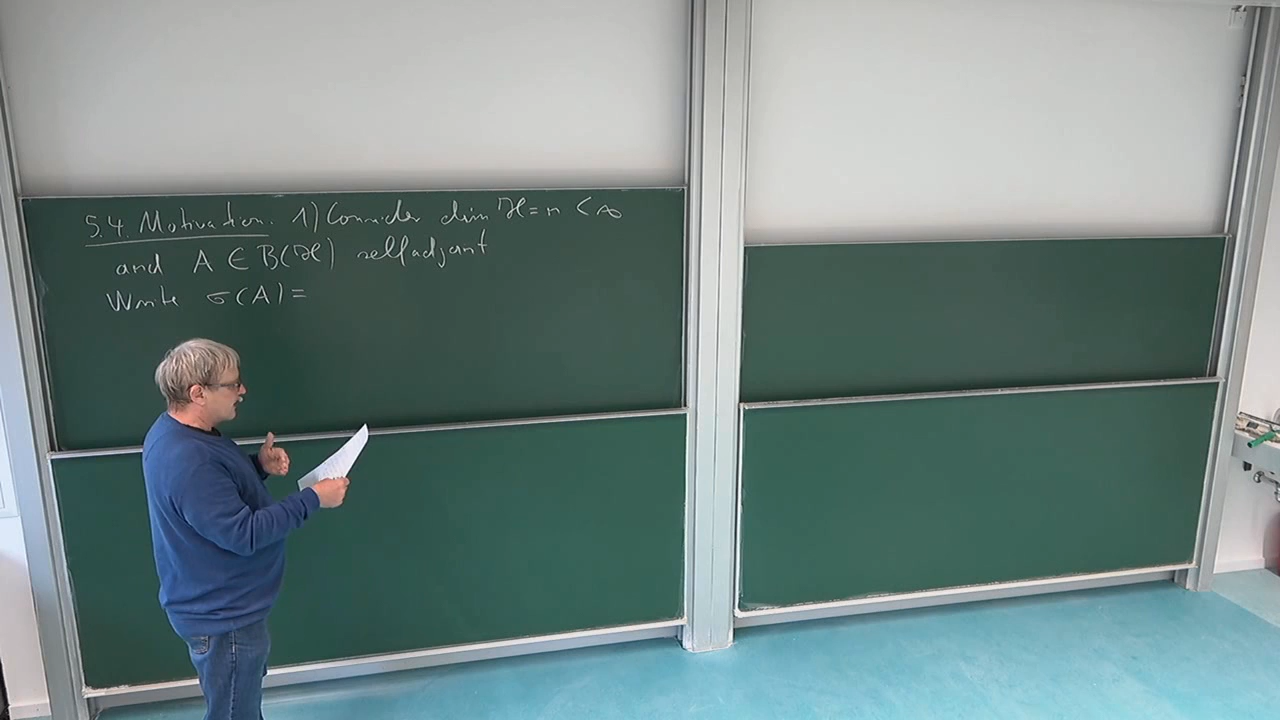 5.4. Motivation. 1) Consider dim ℋ = n < ∞
and A ∈ B(ℋ) selfadjoint
Write σ(A) =